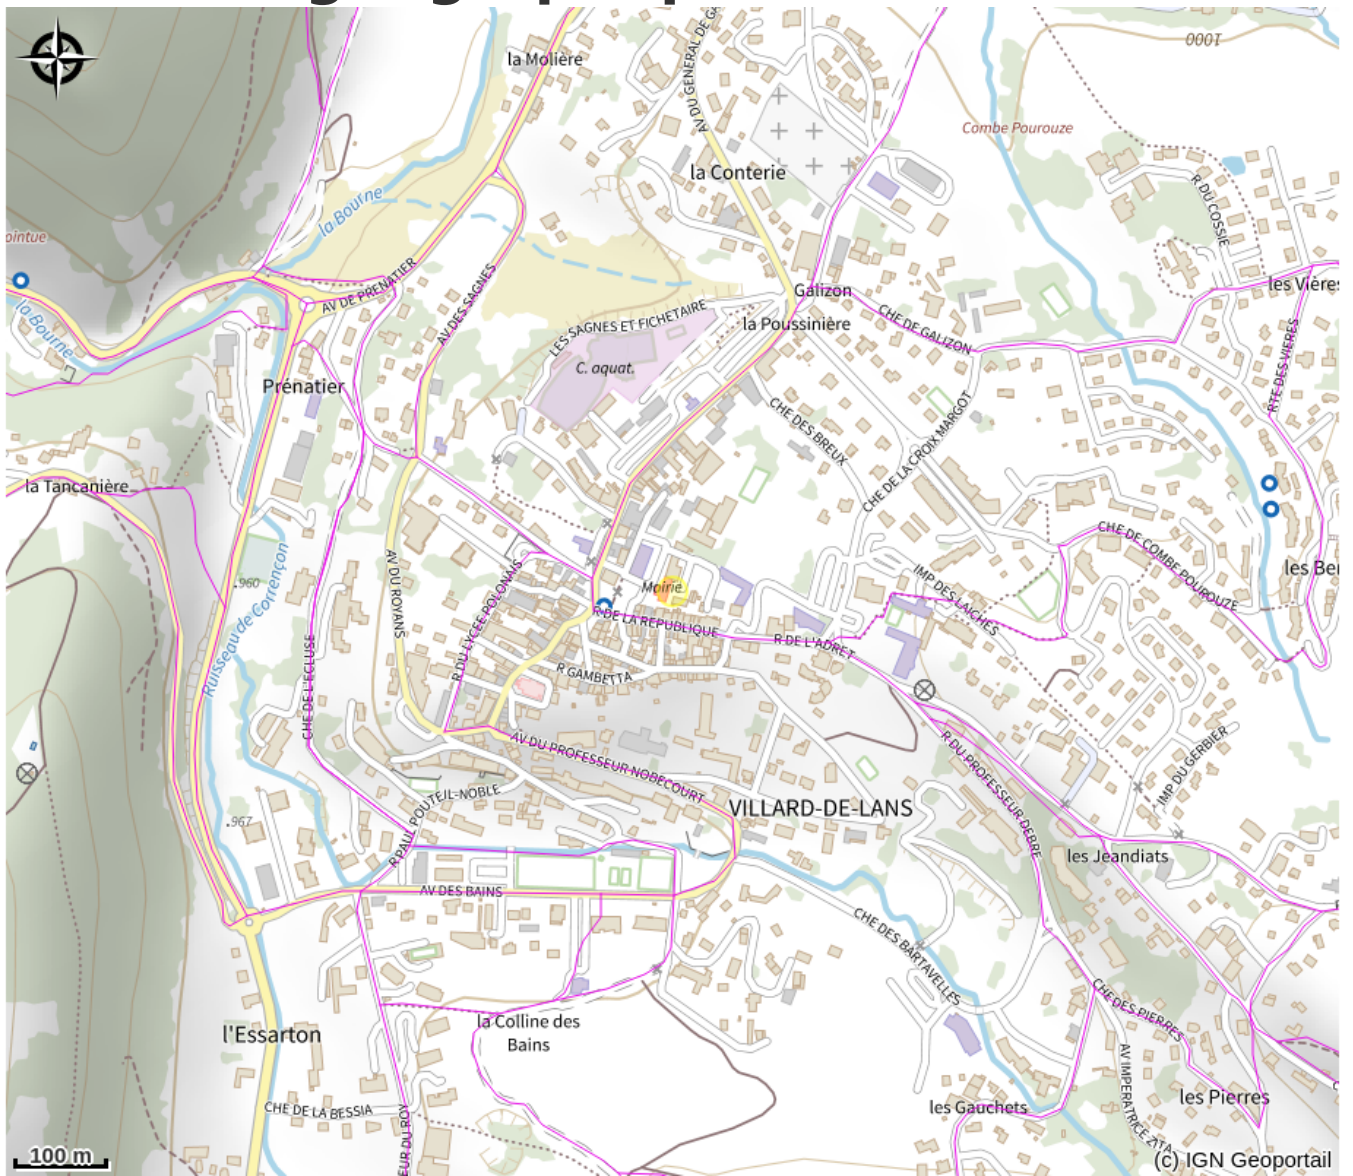 la Molière
AV DU GENERAL DE GA
1000
Combe Pourouze
la Conterie
R DU COSSIE
la Bourne
ointue
AV DE PRENATIER
AV DES SAGNES
les Vières
Galizon
la Bourne
LES SAGNES ET FICHETAIRE
la Poussinière
CHE DE GALIZON
RTE DES VIERES
C. aquat.
Prénatier
CHE DES BREUX
CHE DE LA CROIX MARGOT
la Tancanière
CHE DE COMBE POUROUZE
AV DU ROYANS
R DU LYCEE POLONAIS
.960
Ruisseau de Corrençon
Mairie
IMP DES LAICHES
les Ber
R DE LA REPUBLIQUE
R DE L'ADRET
CHE DE L'ECLUSE
R GAMBETTA
AV DU PROFESSEUR NOBECOURT
R DU PROFESSEUR DEBRE
IMP DU GERBIER
R PAUL POUTEIL-NOBLE
VILLARD-DE-LANS
.967
les Jeandiats
AV DES BAINS
CHE DES BARTAVELLES
CHE DES PIERRES
la Colline des
Bains
l'Essarton
AV IMPERATRICE ZITA
les Pierres
CHE DE LA BESSIA
EUR DU ROY
les Gauchets
100 m
(c) IGN Geoportail